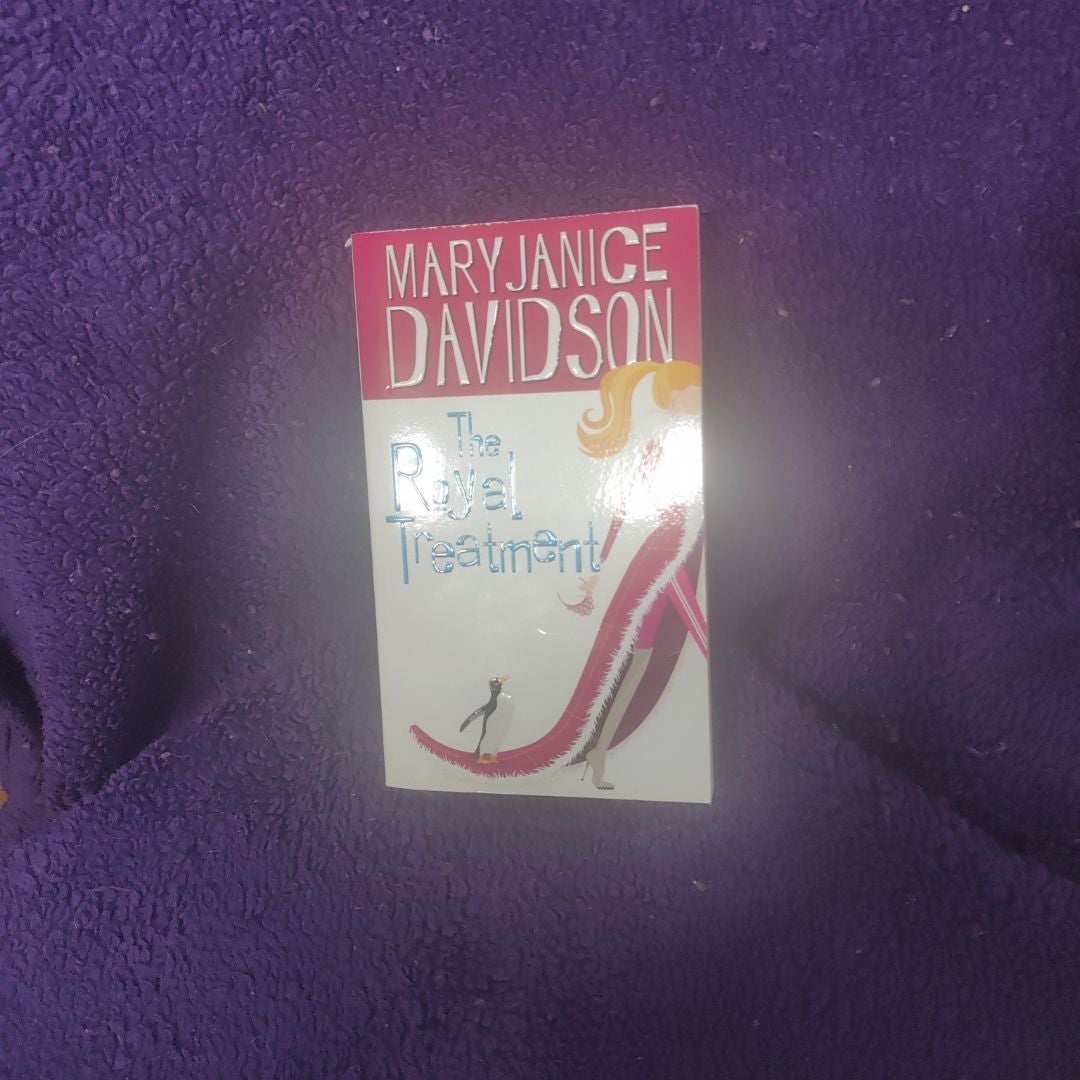 MARYJANICE
DAVIDSON
The
Royal
Treatment